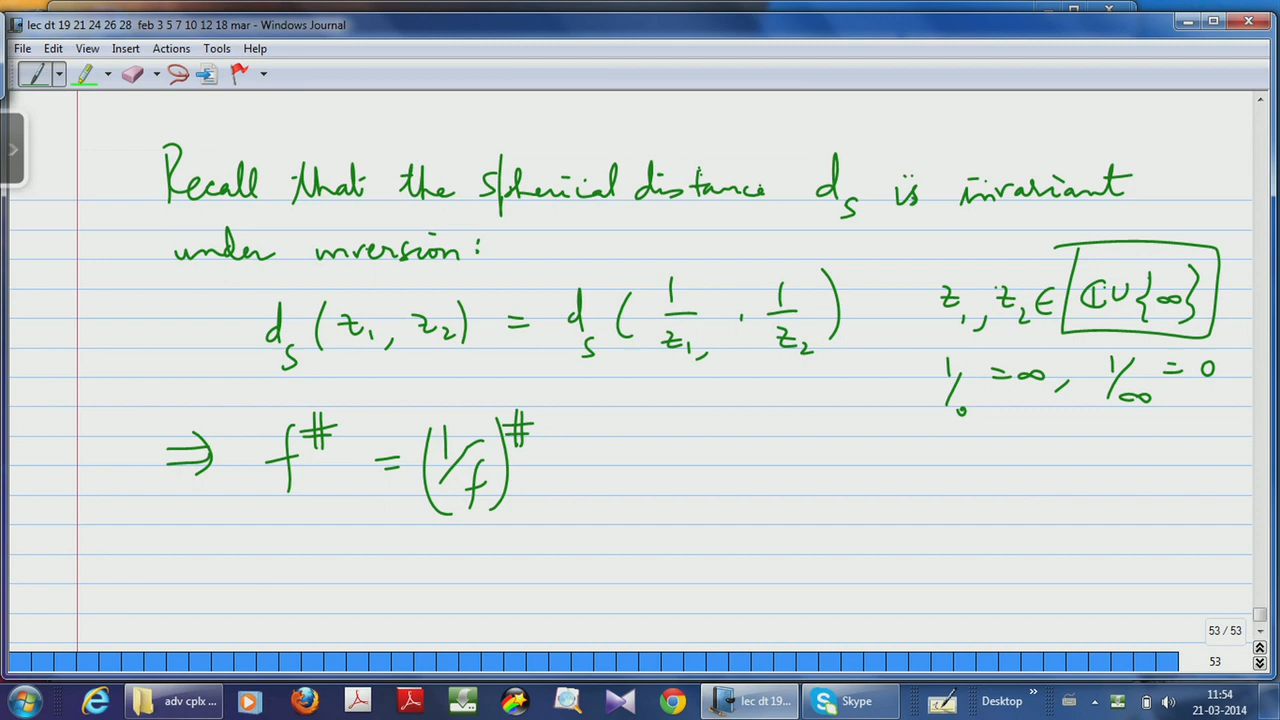 lec dt 19 21 24 26 28 feb 3 5 7 10 12 18 mar - Windows Journal
File Edit View Insert Actions Tools Help
Recall that the spherical distance d_s is invariant
under inversion:
d_s (z_1, z_2) = d_s (1/z_1, 1/z_2) z_1, z_2 ∈ ℂ∪{∞}
1/0 = ∞, 1/∞ = 0
⇒ f^# = (1/f)^#
53 / 53
53
adv cplx ... lec dt 19... Skype Desktop » 11:54
21-03-2014